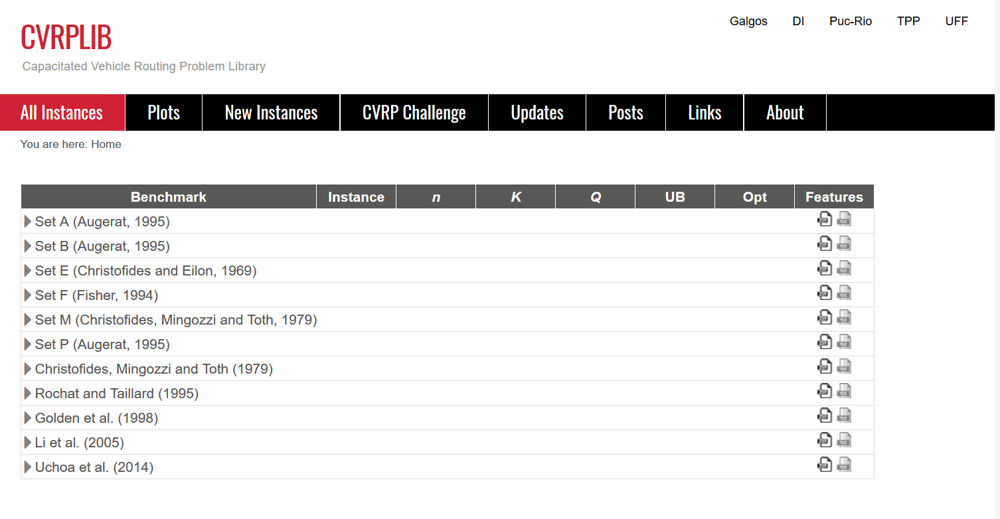 Galgos DI Puc-Rio TPP UFF
CVRPLIB
Capacitated Vehicle Routing Problem Library
All Instances Plots New Instances CVRP Challenge Updates Posts Links About
You are here: Home
Benchmark Instance n K Q UB Opt Features
Set A (Augerat, 1995)
Set B (Augerat, 1995)
Set E (Christofides and Eilon, 1969)
Set F (Fisher, 1994)
Set M (Christofides, Mingozzi and Toth, 1979)
Set P (Augerat, 1995)
Christofides, Mingozzi and Toth (1979)
Rochat and Taillard (1995)
Golden et al. (1998)
Li et al. (2005)
Uchoa et al. (2014)